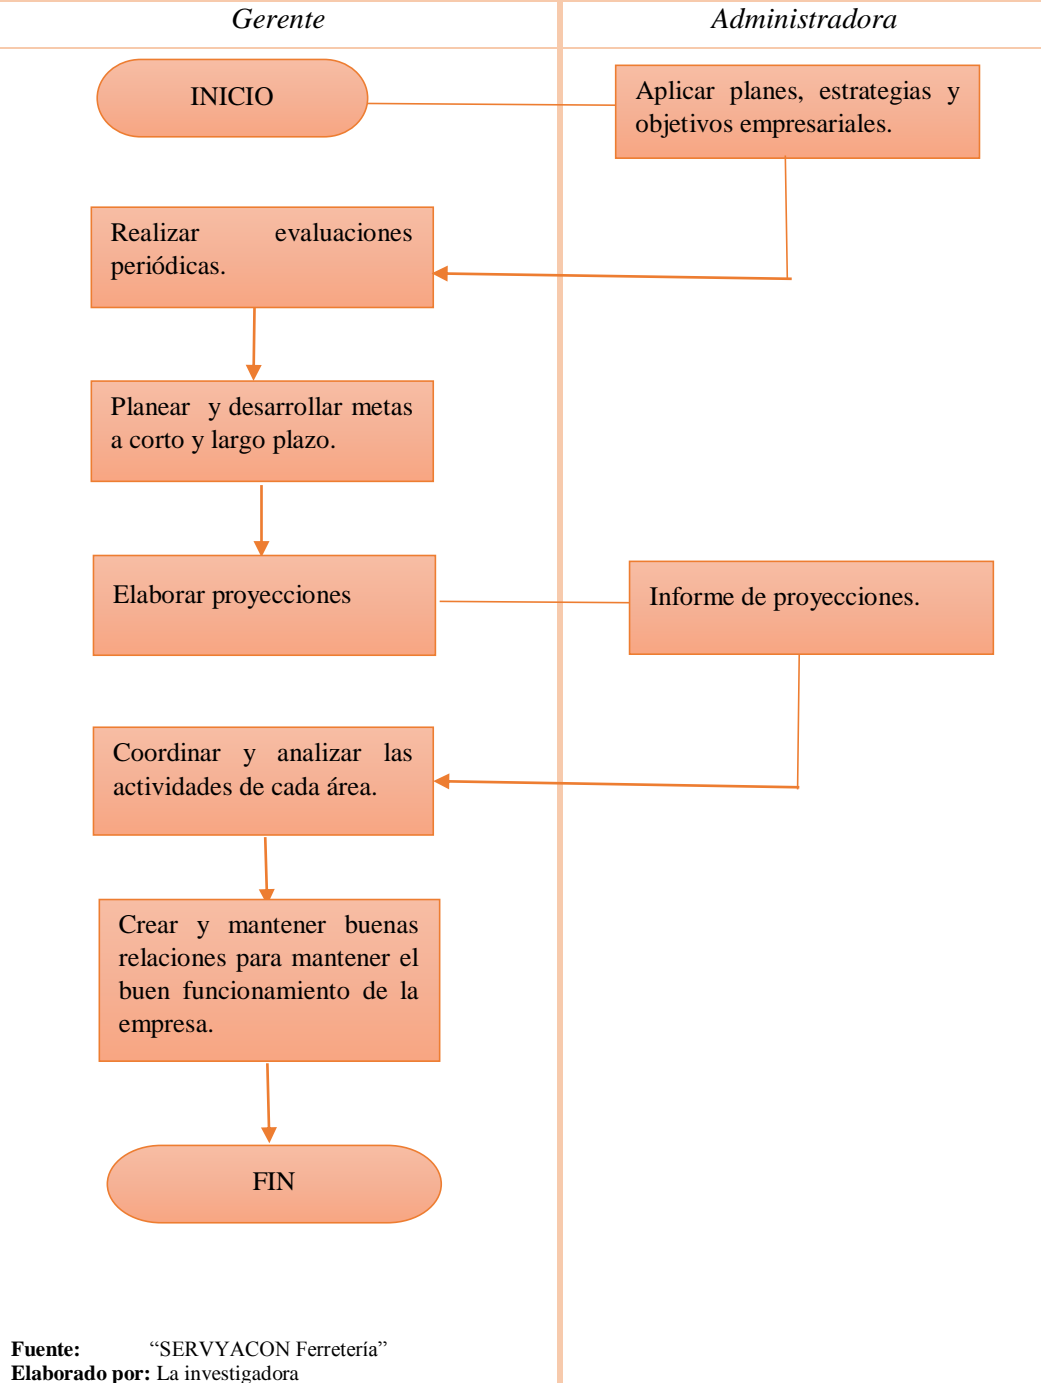 Gerente
Administradora
INICIO
Aplicar planes, estrategias y
objetivos empresariales.
Realizar evaluaciones
periódicas.
Planear y desarrollar metas
a corto y largo plazo.
Elaborar proyecciones
Informe de proyecciones.
Coordinar y analizar las
actividades de cada área.
Crear y mantener buenas
relaciones para mantener el
buen funcionamiento de la
empresa.
FIN
Fuente: “SERVYACON Ferretería”
Elaborado por: La investigadora